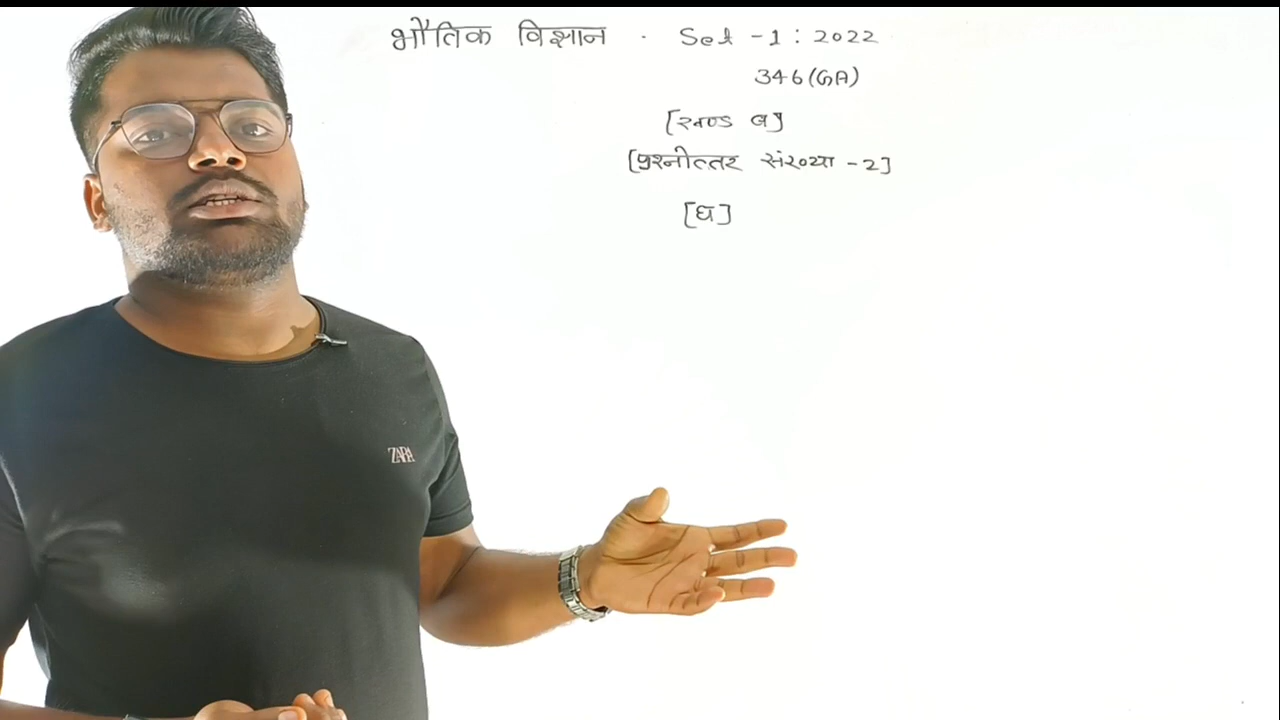 भौतिक विज्ञान . Set -1 : 2022
346(GA)
[खण्ड ब]
[प्रश्नोत्तर संख्या -2]
[घ]
ZARA